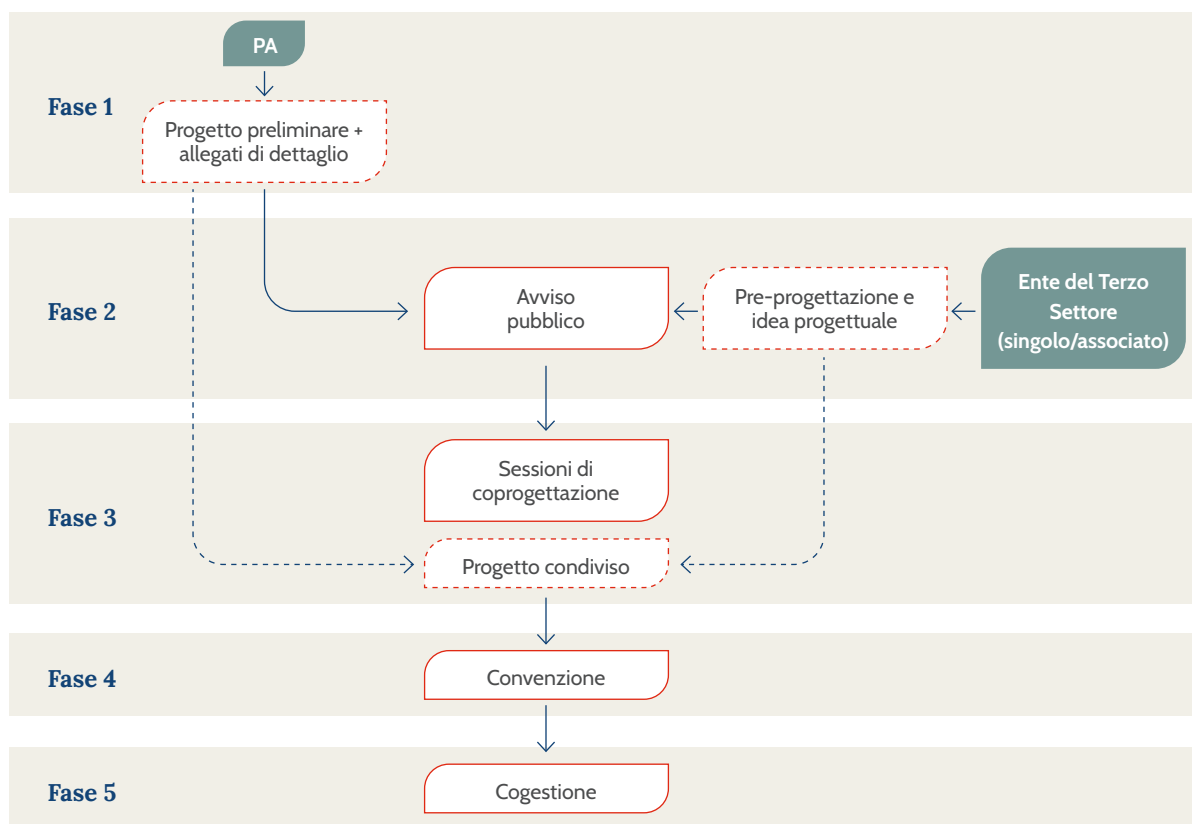 PA
Fase 1
Progetto preliminare +
allegati di dettaglio
Fase 2
Avviso
pubblico
Pre-progettazione e
idea progettuale
Ente del Terzo
Settore
(singolo/associato)
Fase 3
Sessioni di
coprogettazione
Progetto condiviso
Fase 4
Convenzione
Fase 5
Cogestione